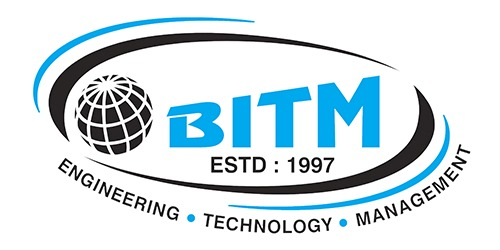 BITM
ESTD : 1997
ENGINEERING • TECHNOLOGY • MANAGEMENT